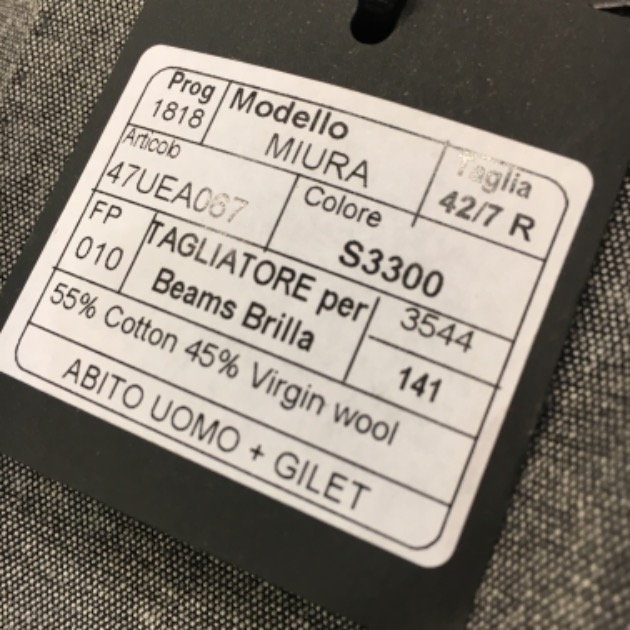 Prog Modello Taglia
1818 MIURA 42/7 R
Articolo Colore
47UEA067 S3300
FP TAGLIATORE per 3544
010 Beams Brilla 141
55% Cotton 45% Virgin wool
ABITO UOMO + GILET